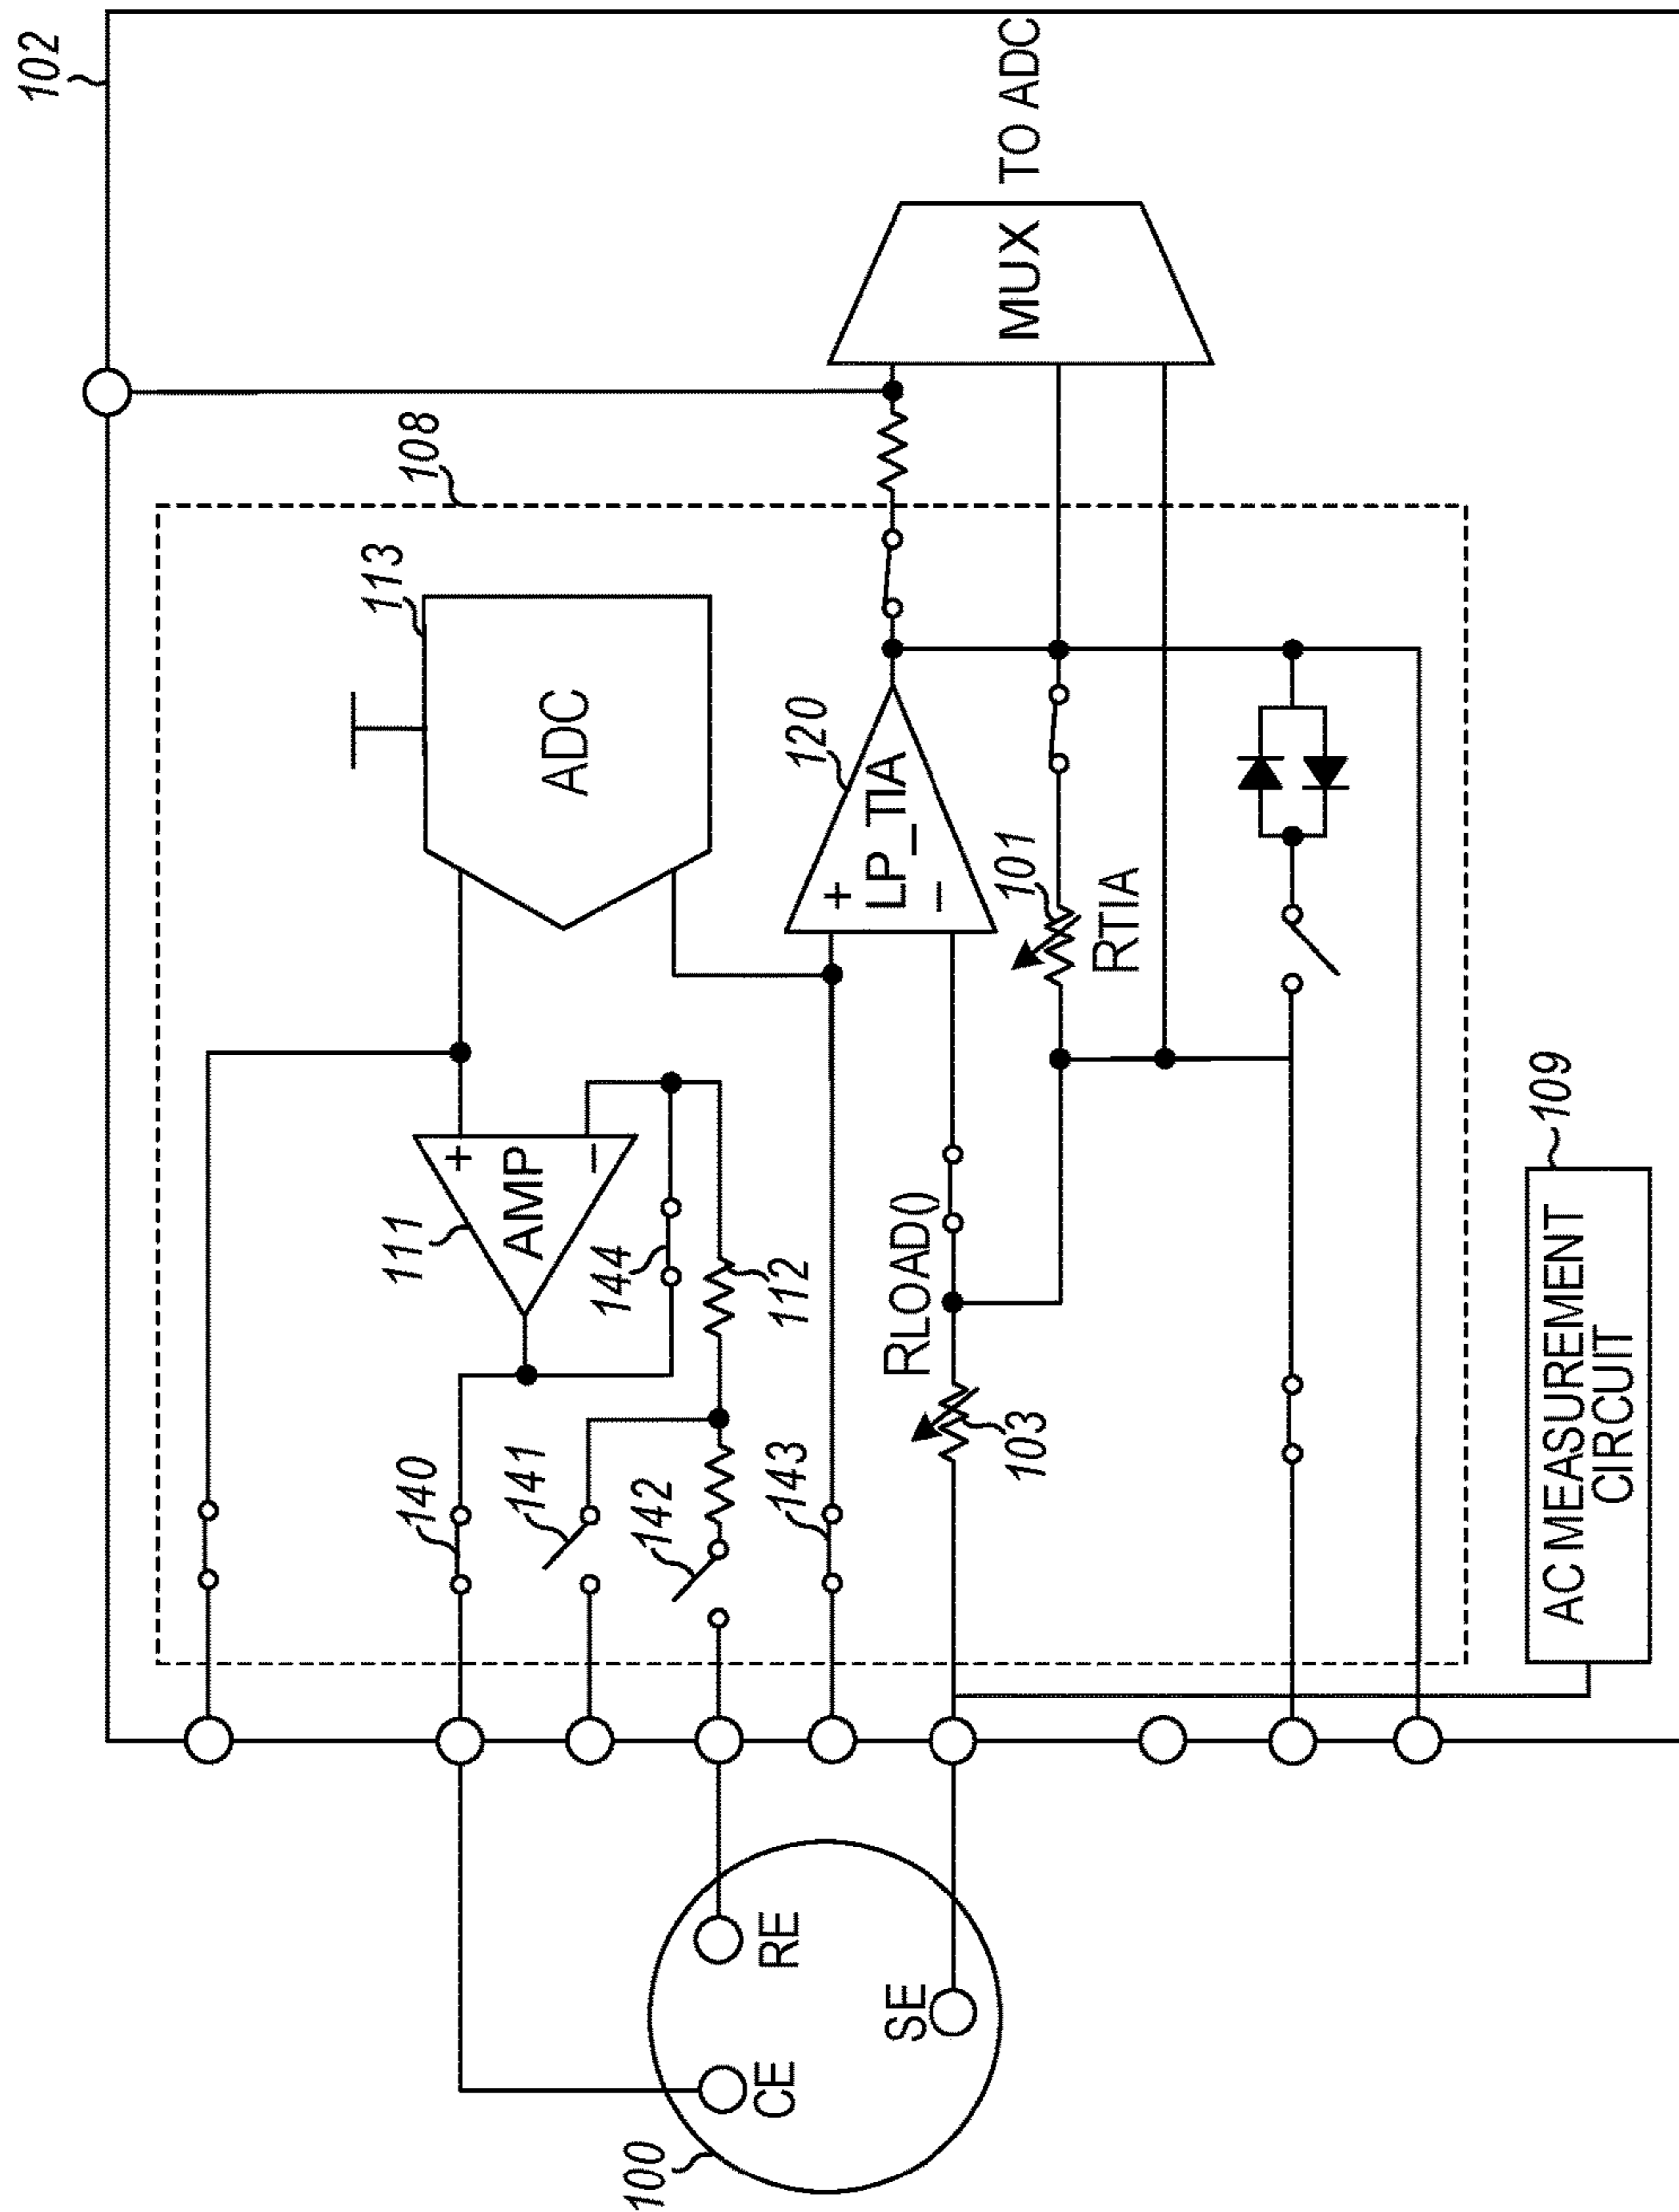 102
108
113
ADC
111
+
AMP
−
144
112
140
141
142
143
120
+
LP_TIA
−
MUX
TO ADC
101
RTIA
RLOAD()
103
100
CE
RE
SE
109
AC MEASUREMENT
CIRCUIT